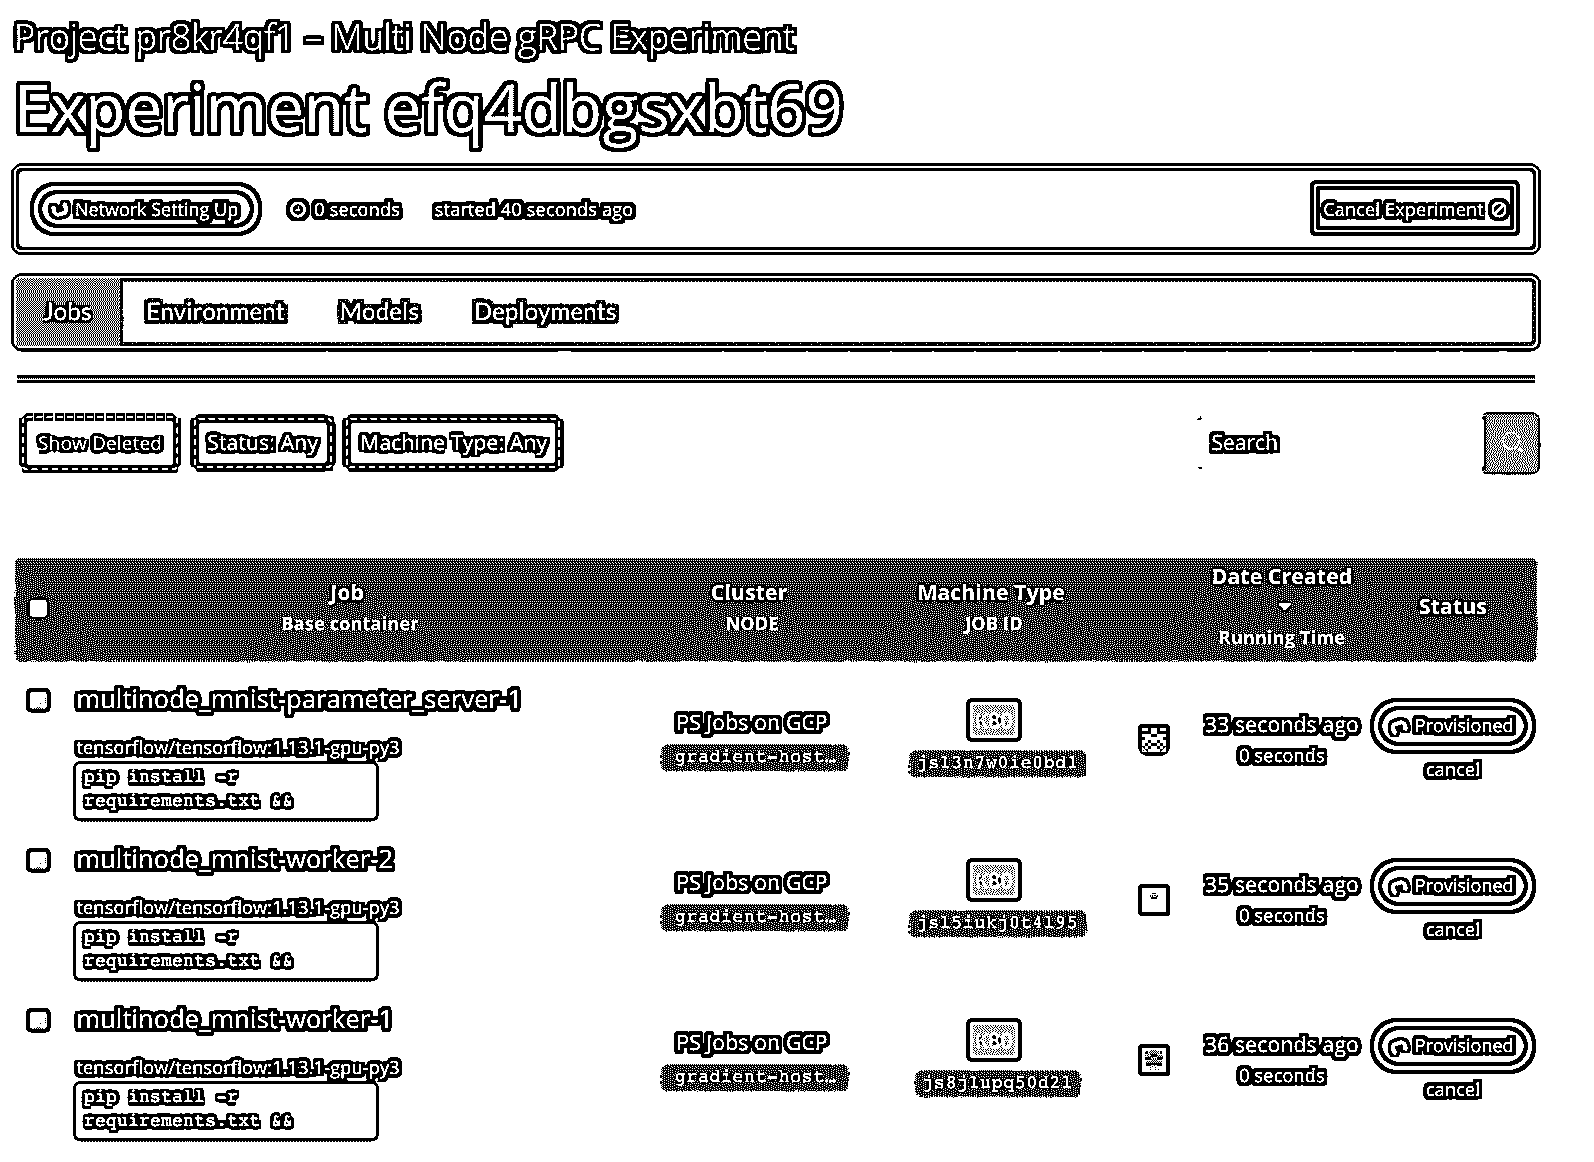 Project pr8kr4qf1 – Multi Node gRPC Experiment
Experiment efq4dbgsxbt69
Network Setting Up 0 seconds started 40 seconds ago Cancel Experiment
Jobs Environment Models Deployments
Show Deleted Status: Any Machine Type: Any Search
Job Cluster Machine Type Date Created Status
Base container NODE JOB ID Running Time
multinode_mnist-parameter_server-1
PS Jobs on GCP 33 seconds ago Provisioned
tensorflow/tensorflow:1.13.1-gpu-py3 gradient-host… 0 seconds cancel
pip install -r
requirements.txt &&
multinode_mnist-worker-2
PS Jobs on GCP 35 seconds ago Provisioned
tensorflow/tensorflow:1.13.1-gpu-py3 gradient-host… 0 seconds cancel
pip install -r
requirements.txt &&
multinode_mnist-worker-1
PS Jobs on GCP 36 seconds ago Provisioned
tensorflow/tensorflow:1.13.1-gpu-py3 gradient-host… 0 seconds cancel
pip install -r
requirements.txt &&